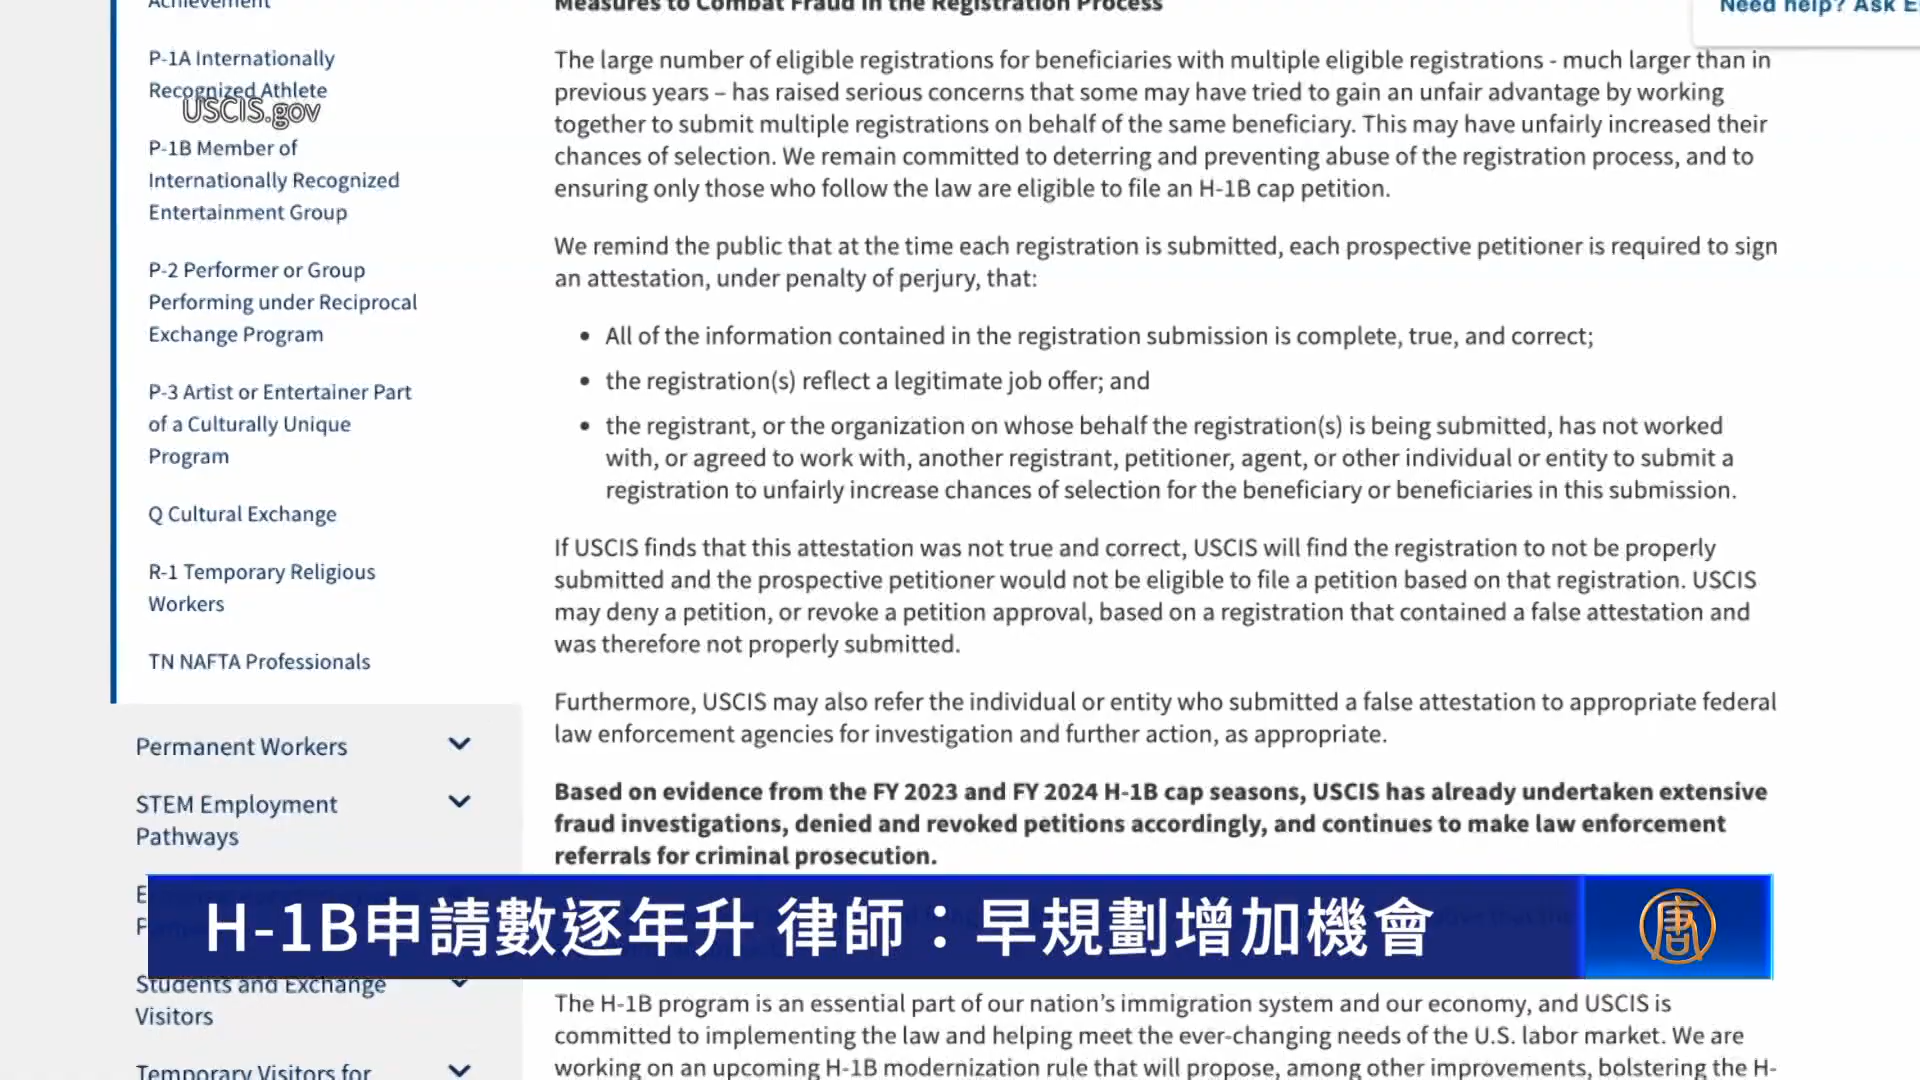 Achievement
P-1A Internationally
Recognized Athlete
USCIS.gov
P-1B Member of
Internationally Recognized
Entertainment Group
P-2 Performer or Group
Performing under Reciprocal
Exchange Program
P-3 Artist or Entertainer Part
of a Culturally Unique
Program
Q Cultural Exchange
R-1 Temporary Religious
Workers
TN NAFTA Professionals
Permanent Workers
STEM Employment
Pathways
Students and Exchange
Visitors
Temporary Visitors for
Measures to Combat Fraud in the Registration Process
Need help? Ask
The large number of eligible registrations for beneficiaries with multiple eligible registrations - much larger than in
previous years – has raised serious concerns that some may have tried to gain an unfair advantage by working
together to submit multiple registrations on behalf of the same beneficiary. This may have unfairly increased their
chances of selection. We remain committed to deterring and preventing abuse of the registration process, and to
ensuring only those who follow the law are eligible to file an H-1B cap petition.
We remind the public that at the time each registration is submitted, each prospective petitioner is required to sign
an attestation, under penalty of perjury, that:
• All of the information contained in the registration submission is complete, true, and correct;
• the registration(s) reflect a legitimate job offer; and
• the registrant, or the organization on whose behalf the registration(s) is being submitted, has not worked
with, or agreed to work with, another registrant, petitioner, agent, or other individual or entity to submit a
registration to unfairly increase chances of selection for the beneficiary or beneficiaries in this submission.
If USCIS finds that this attestation was not true and correct, USCIS will find the registration to not be properly
submitted and the prospective petitioner would not be eligible to file a petition based on that registration. USCIS
may deny a petition, or revoke a petition approval, based on a registration that contained a false attestation and
was therefore not properly submitted.
Furthermore, USCIS may also refer the individual or entity who submitted a false attestation to appropriate federal
law enforcement agencies for investigation and further action, as appropriate.
Based on evidence from the FY 2023 and FY 2024 H-1B cap seasons, USCIS has already undertaken extensive
fraud investigations, denied and revoked petitions accordingly, and continues to make law enforcement
referrals for criminal prosecution.
H-1B申請數逐年升 律師：早規劃增加機會
唐
The H-1B program is an essential part of our nation's immigration system and our economy, and USCIS is
committed to implementing the law and helping meet the ever-changing needs of the U.S. labor market. We are
working on an upcoming H-1B modernization rule that will propose, among other improvements, bolstering the H-